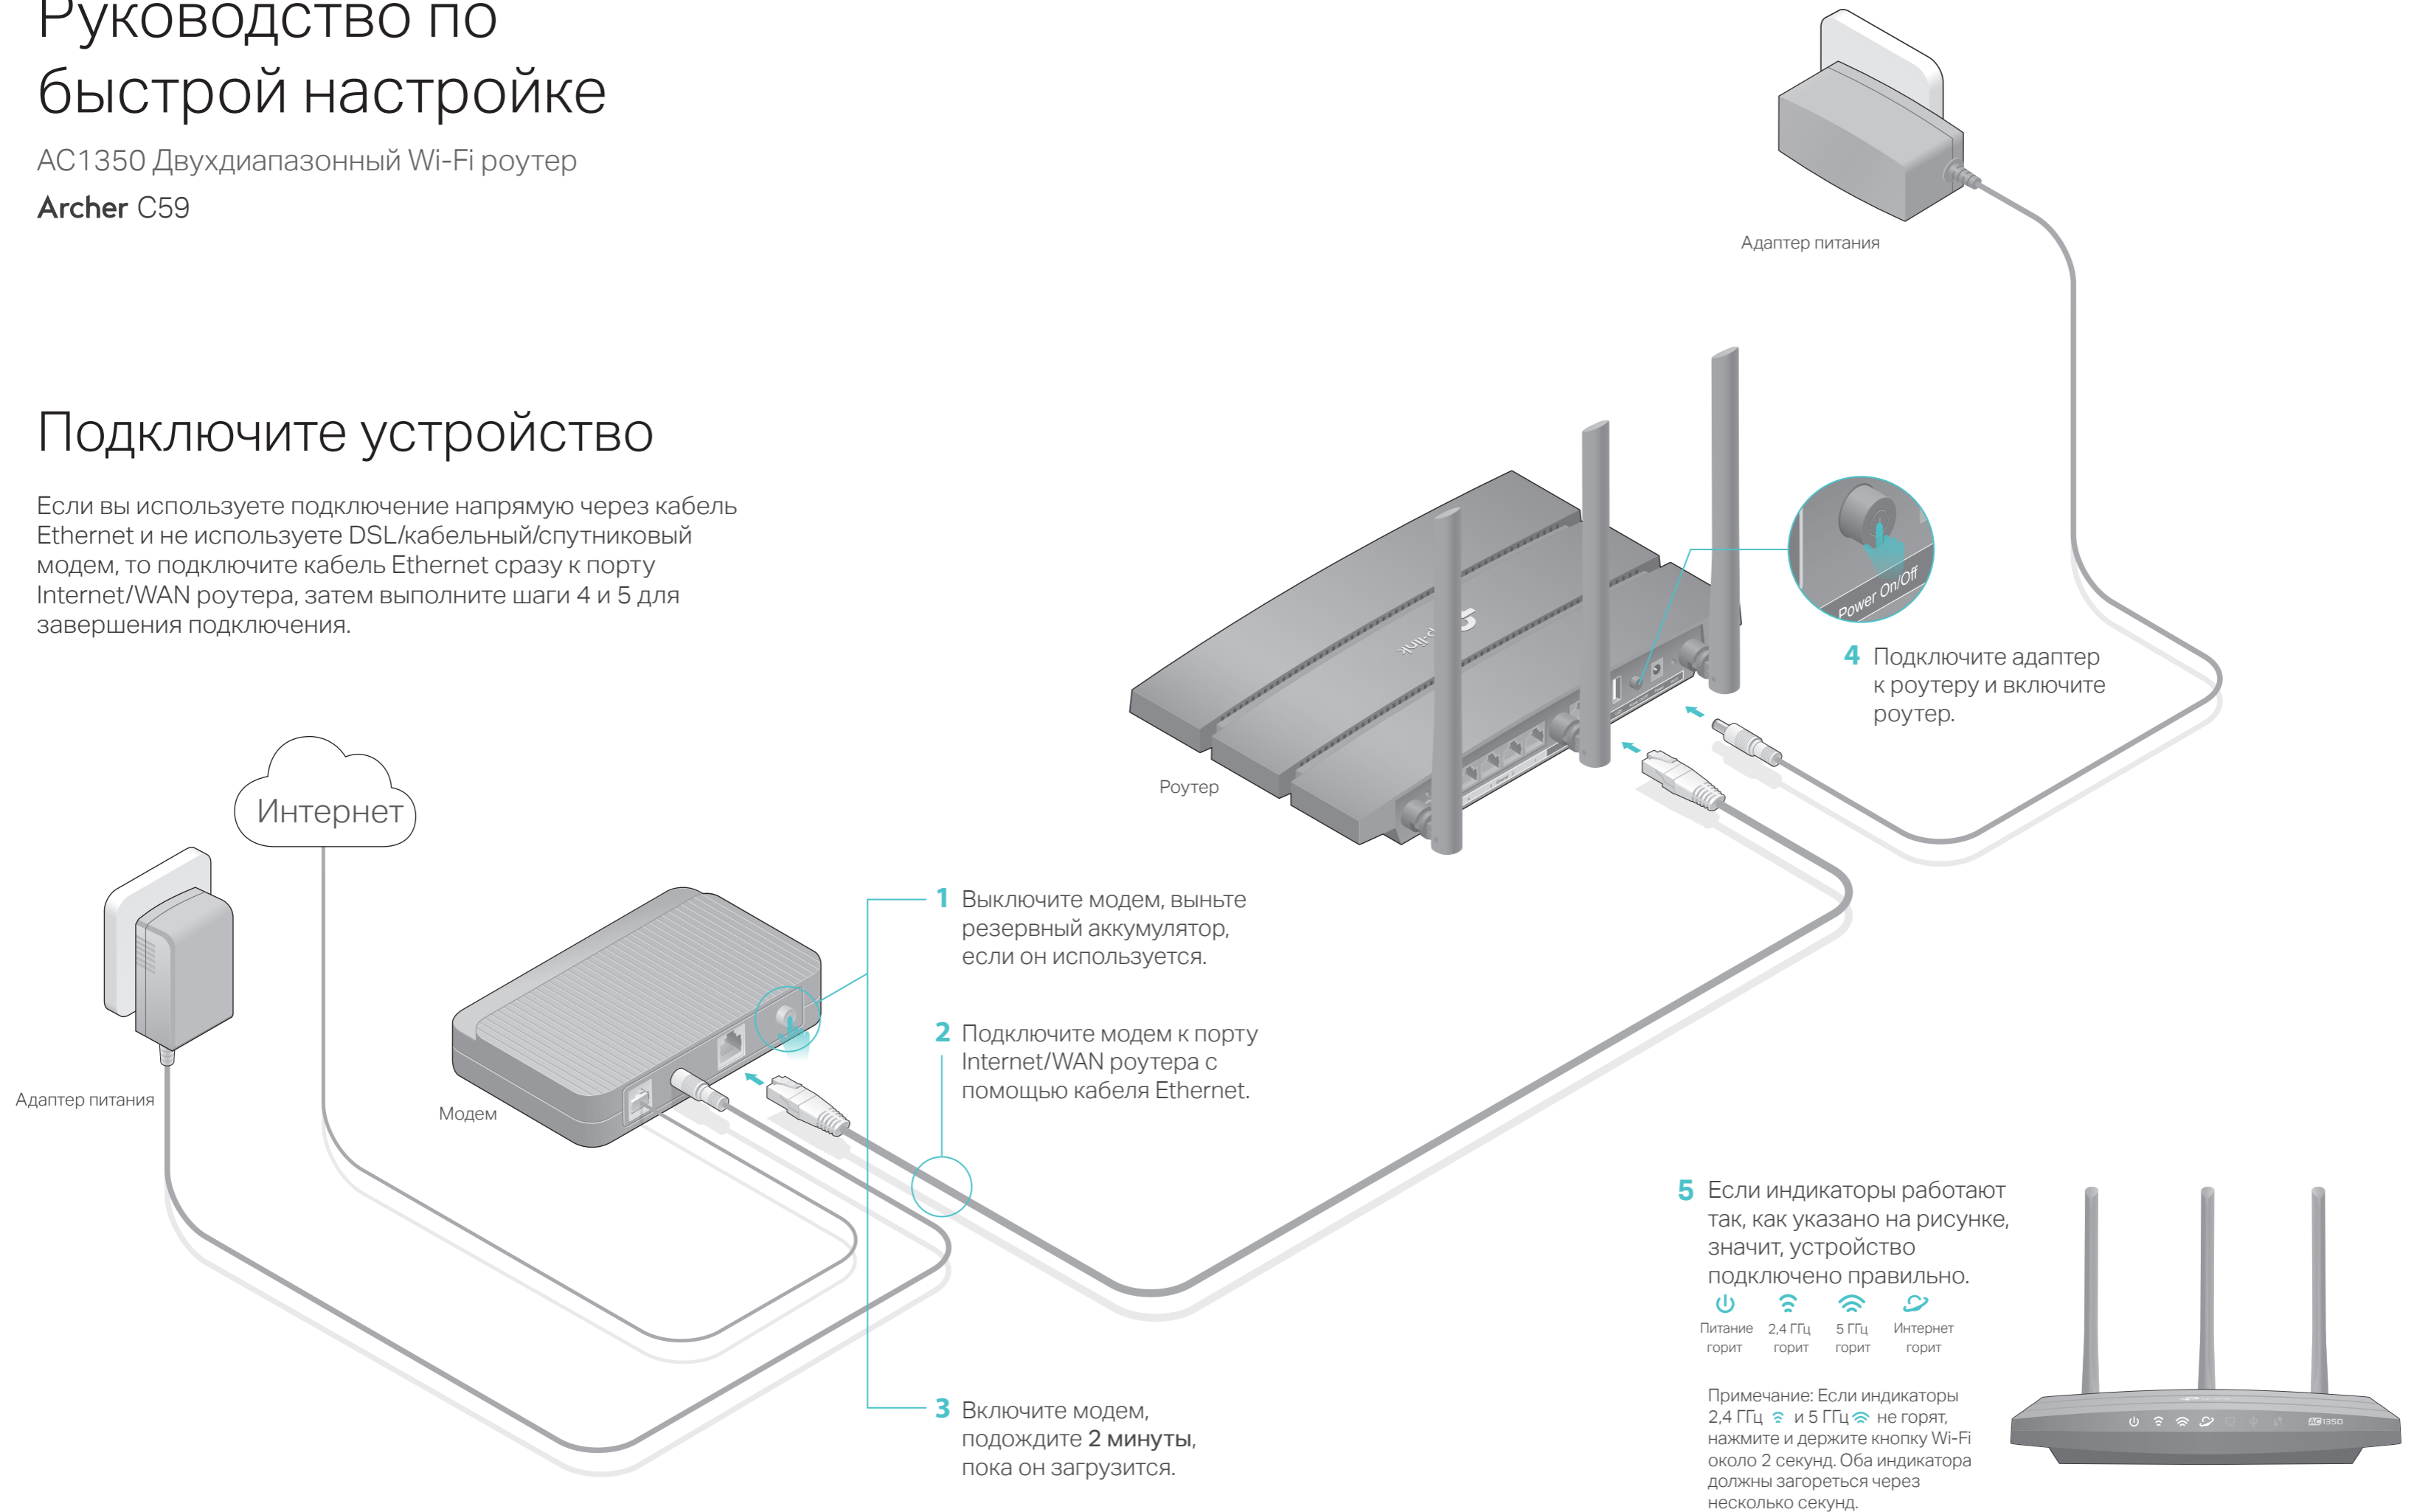 Руководство по
быстрой настройке
AC1350 Двухдиапазонный Wi-Fi роутер
Archer C59
Адаптер питания
Подключите устройство
Если вы используете подключение напрямую через кабель
Ethernet и не используете DSL/кабельный/спутниковый
модем, то подключите кабель Ethernet сразу к порту
Internet/WAN роутера, затем выполните шаги 4 и 5 для
завершения подключения.
Power On/Off
4 Подключите адаптер
к роутеру и включите
роутер.
Роутер
Интернет
1 Выключите модем, выньте
резервный аккумулятор,
если он используется.
2 Подключите модем к порту
Internet/WAN роутера с
помощью кабеля Ethernet.
Адаптер питания
Модем
3 Включите модем,
подождите 2 минуты,
пока он загрузится.
5 Если индикаторы работают
так, как указано на рисунке,
значит, устройство
подключено правильно.
Питание 2,4 ГГц 5 ГГц Интернет
горит горит горит горит
Примечание: Если индикаторы
2,4 ГГц и 5 ГГц не горят,
нажмите и держите кнопку Wi-Fi
около 2 секунд. Оба индикатора
должны загореться через
несколько секунд.
AC1350